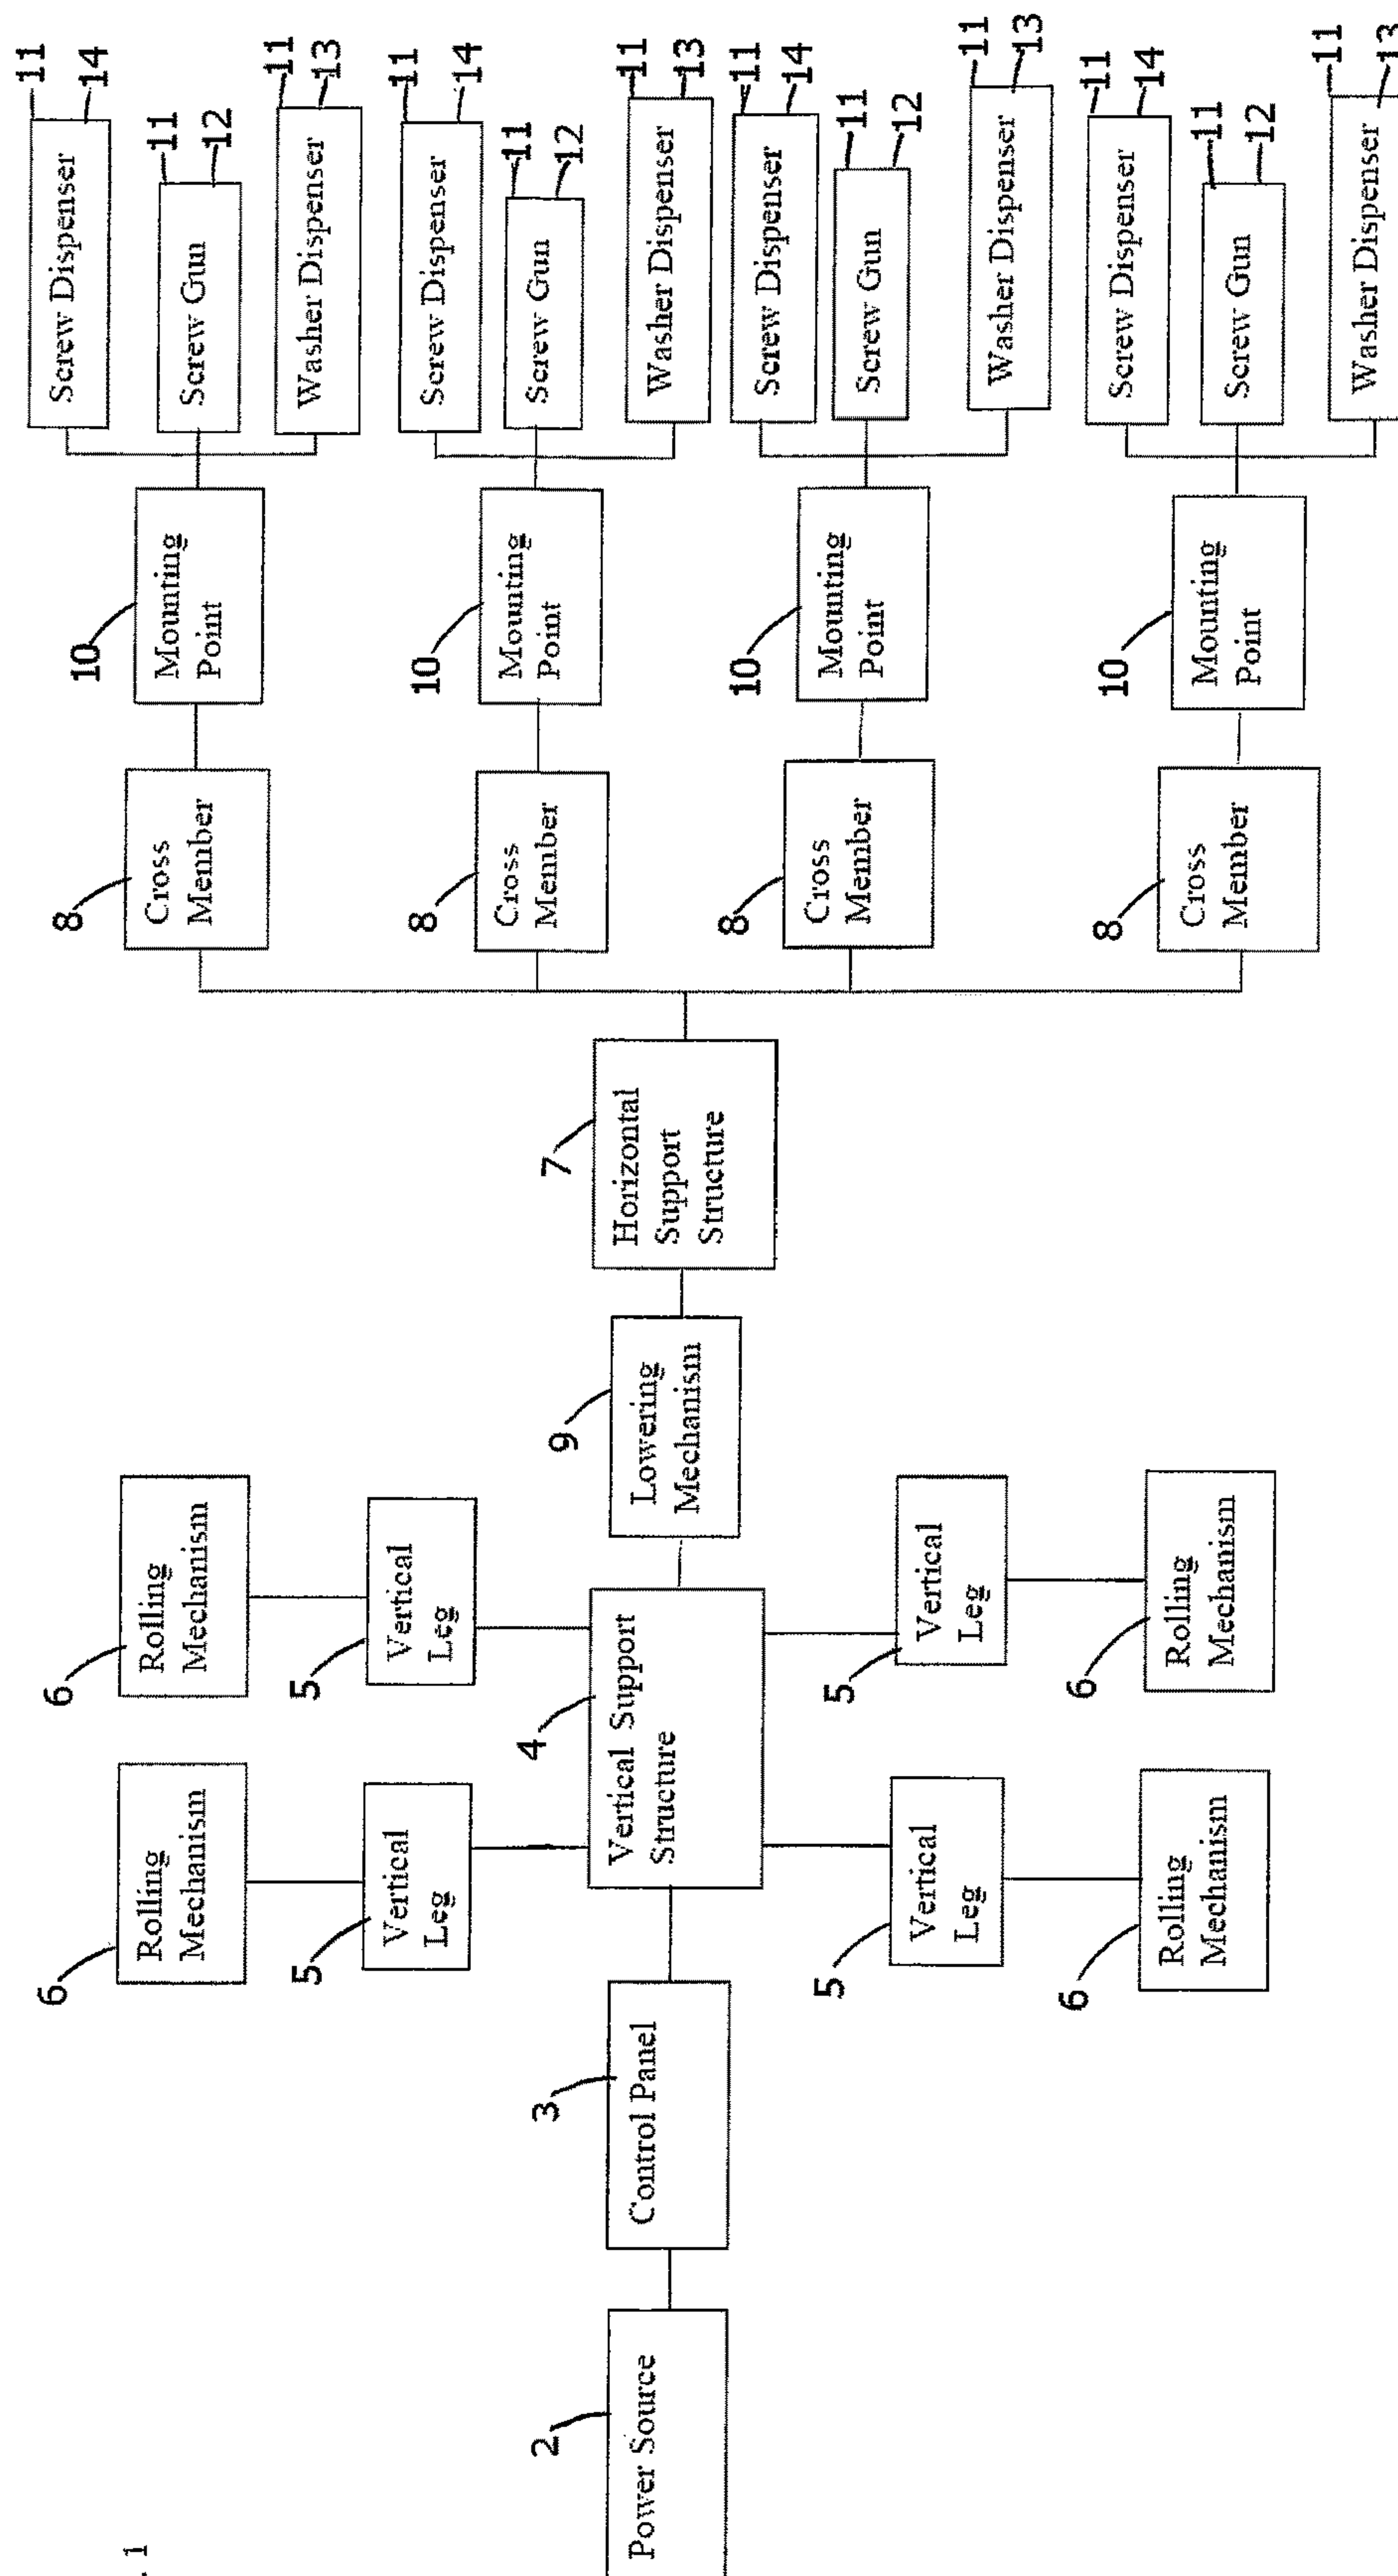 . 1
2
Power Source
3
Control Panel
4
Vertical Support
Structure
6
Rolling
Mechanism
5
Vertical
Leg
6
Rolling
Mechanism
5
Vertical
Leg
5
Vertical
Leg
6
Rolling
Mechanism
5
Vertical
Leg
6
Rolling
Mechanism
9
Lowering
Mechanism
7
Horizontal
Support
Structure
8
Cross
Member
10
Mounting
Point
Screw Dispenser
11
14
Screw Gun
11
12
Washer Dispenser
11
13
8
Cross
Member
10
Mounting
Point
Screw Dispenser
11
14
Screw Gun
11
12
Washer Dispenser
11
13
8
Cross
Member
10
Mounting
Point
Screw Dispenser
11
14
Screw Gun
11
12
Washer Dispenser
11
13
8
Cross
Member
10
Mounting
Point
Screw Dispenser
11
14
Screw Gun
11
12
Washer Dispenser
11
13